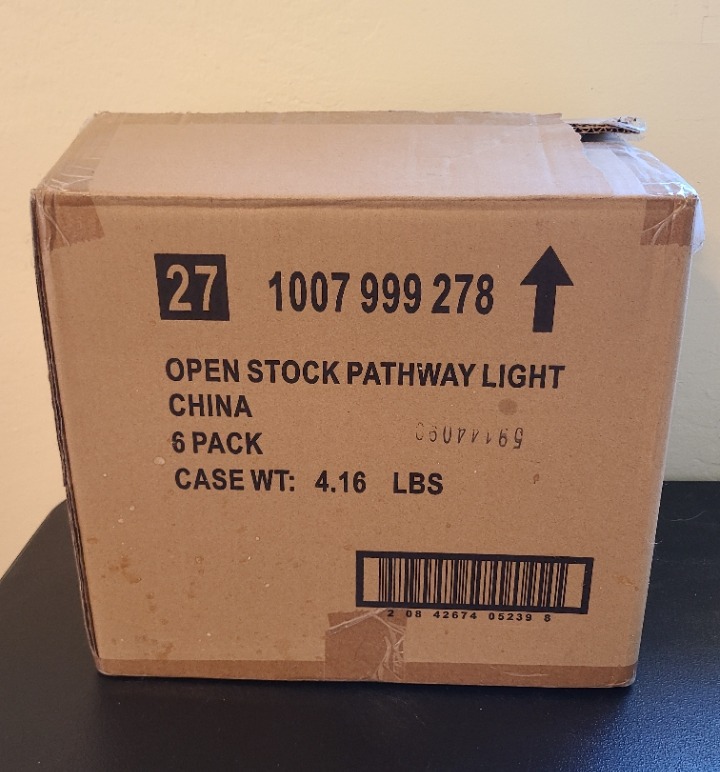 27 1007 999 278
OPEN STOCK PATHWAY LIGHT
CHINA
6 PACK
CASE WT: 4.16 LBS
2 08 42674 05239 8